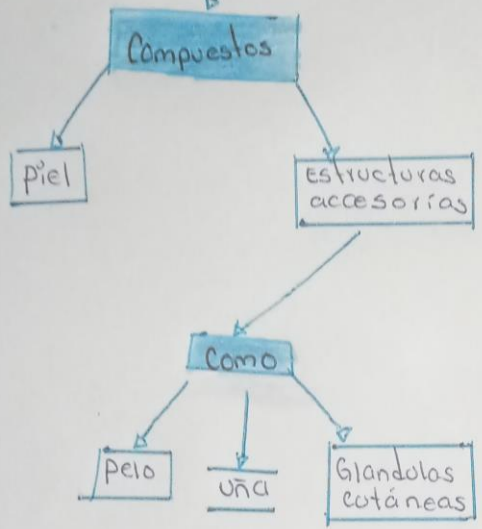 Compuestos
Piel
Estructuras
accesorias
Como
Pelo
uña
Glandulas
cutáneas